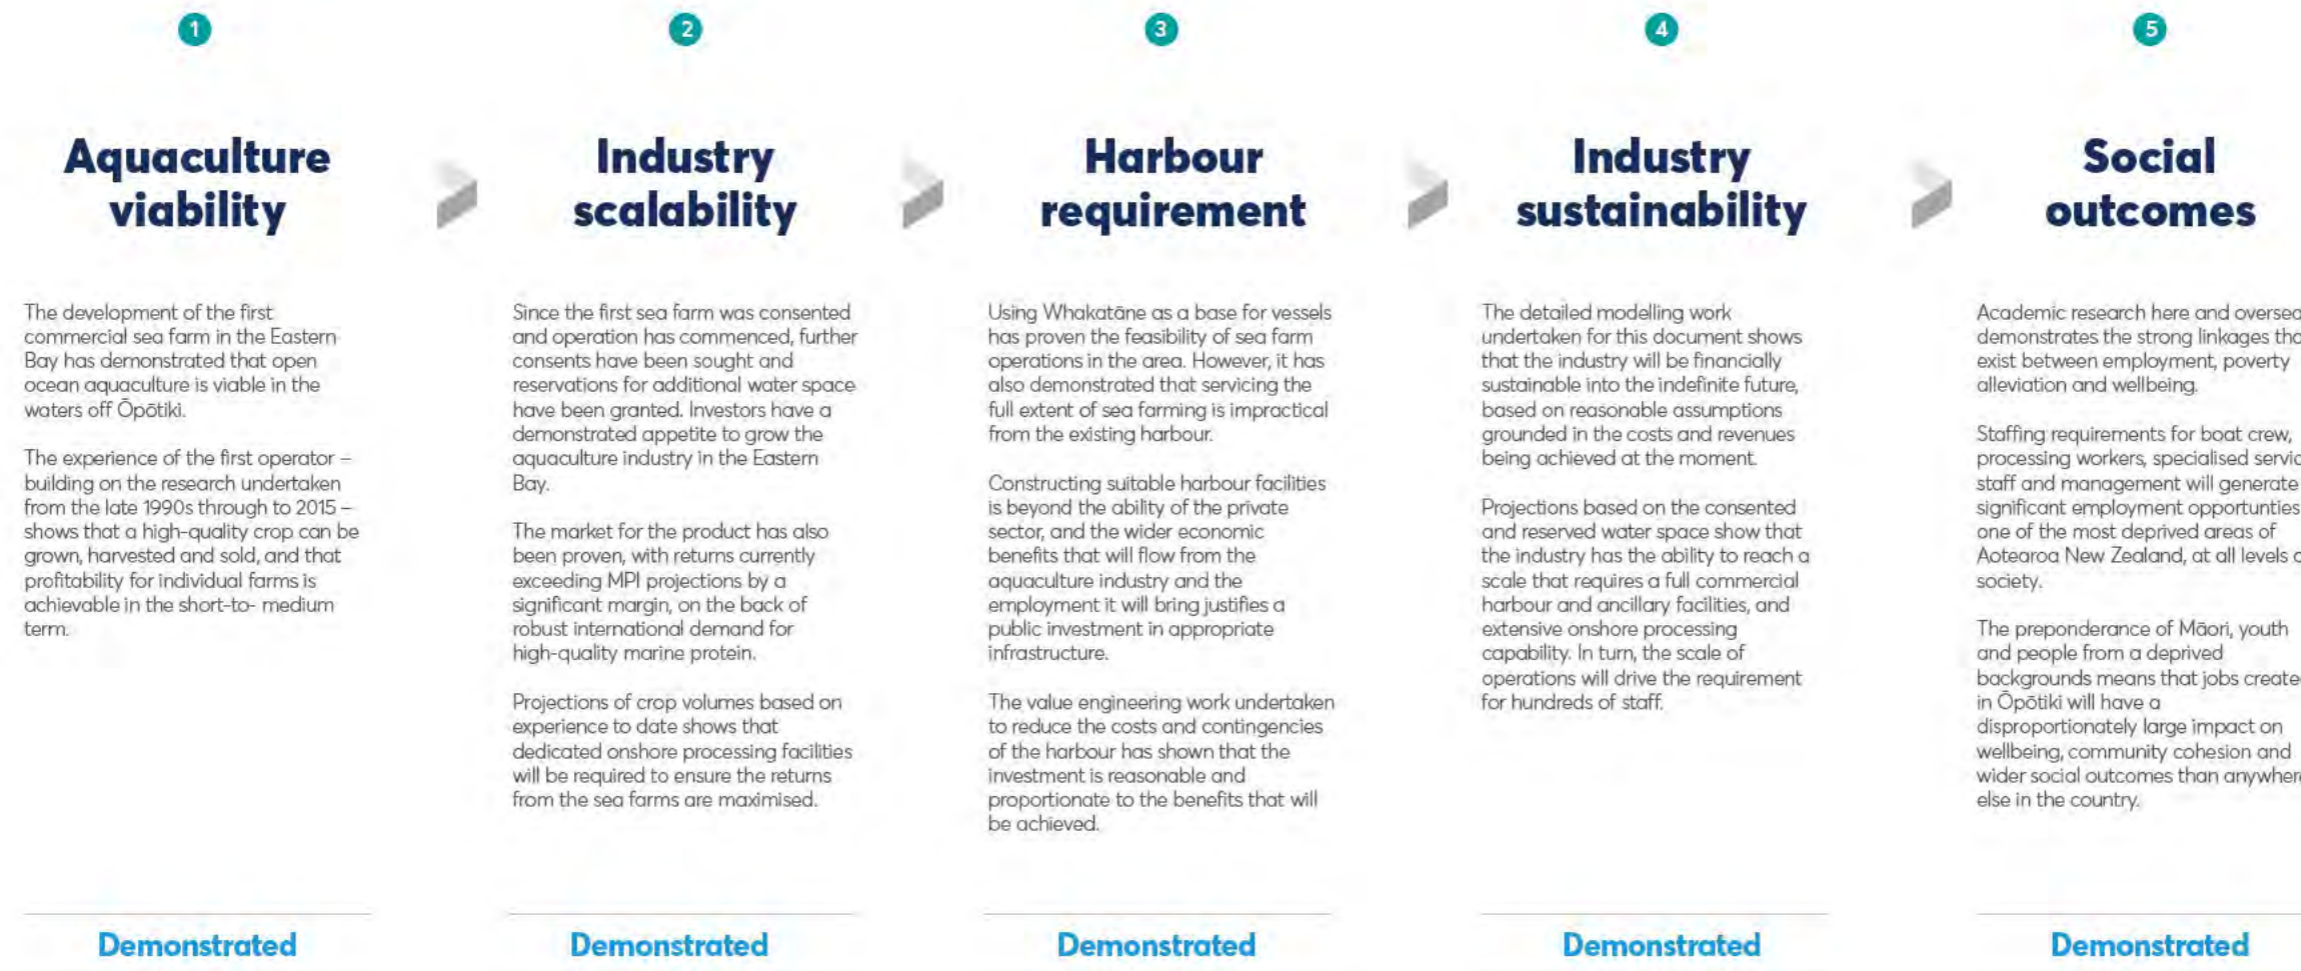 1
Aquaculture
viability
The development of the first
commercial sea farm in the Eastern
Bay has demonstrated that open
ocean aquaculture is viable in the
waters off Ōpōtiki.
The experience of the first operator –
building on the research undertaken
from the late 1990s through to 2015 –
shows that a high-quality crop can be
grown, harvested and sold, and that
profitability for individual farms is
achievable in the short-to- medium
term.
Demonstrated
2
Industry
scalability
Since the first sea farm was consented
and operation has commenced, further
consents have been sought and
reservations for additional water space
have been granted. Investors have a
demonstrated appetite to grow the
aquaculture industry in the Eastern
Bay.
The market for the product has also
been proven, with returns currently
exceeding MPI projections by a
significant margin, on the back of
robust international demand for
high-quality marine protein.
Projections of crop volumes based on
experience to date shows that
dedicated onshore processing facilities
will be required to ensure the returns
from the sea farms are maximised.
Demonstrated
3
Harbour
requirement
Using Whakatāne as a base for vessels
has proven the feasibility of sea farm
operations in the area. However, it has
also demonstrated that servicing the
full extent of sea farming is impractical
from the existing harbour.
Constructing suitable harbour facilities
is beyond the ability of the private
sector, and the wider economic
benefits that will flow from the
aquaculture industry and the
employment it will bring justifies a
public investment in appropriate
infrastructure.
The value engineering work undertaken
to reduce the costs and contingencies
of the harbour has shown that the
investment is reasonable and
proportionate to the benefits that will
be achieved.
Demonstrated
4
Industry
sustainability
The detailed modelling work
undertaken for this document shows
that the industry will be financially
sustainable into the indefinite future,
based on reasonable assumptions
grounded in the costs and revenues
being achieved at the moment.
Projections based on the consented
and reserved water space show that
the industry has the ability to reach a
scale that requires a full commercial
harbour and ancillary facilities, and
extensive onshore processing
capability. In turn, the scale of
operations will drive the requirement
for hundreds of staff.
Demonstrated
5
Social
outcomes
Academic research here and
demonstrates the strong linkages
exist between employment, poverty
alleviation and wellbeing.
Staffing requirements for boat crew,
processing workers, specialised
staff and management will generate
significant employment opportunties
one of the most deprived areas of
Aotearoa New Zealand, at all levels
society.
The preponderance of Māori, youth
and people from a deprived
backgrounds means that jobs
in Ōpōtiki will have a
disproportionately large impact on
wellbeing, community cohesion and
wider social outcomes than
else in the country.
Demonstrated